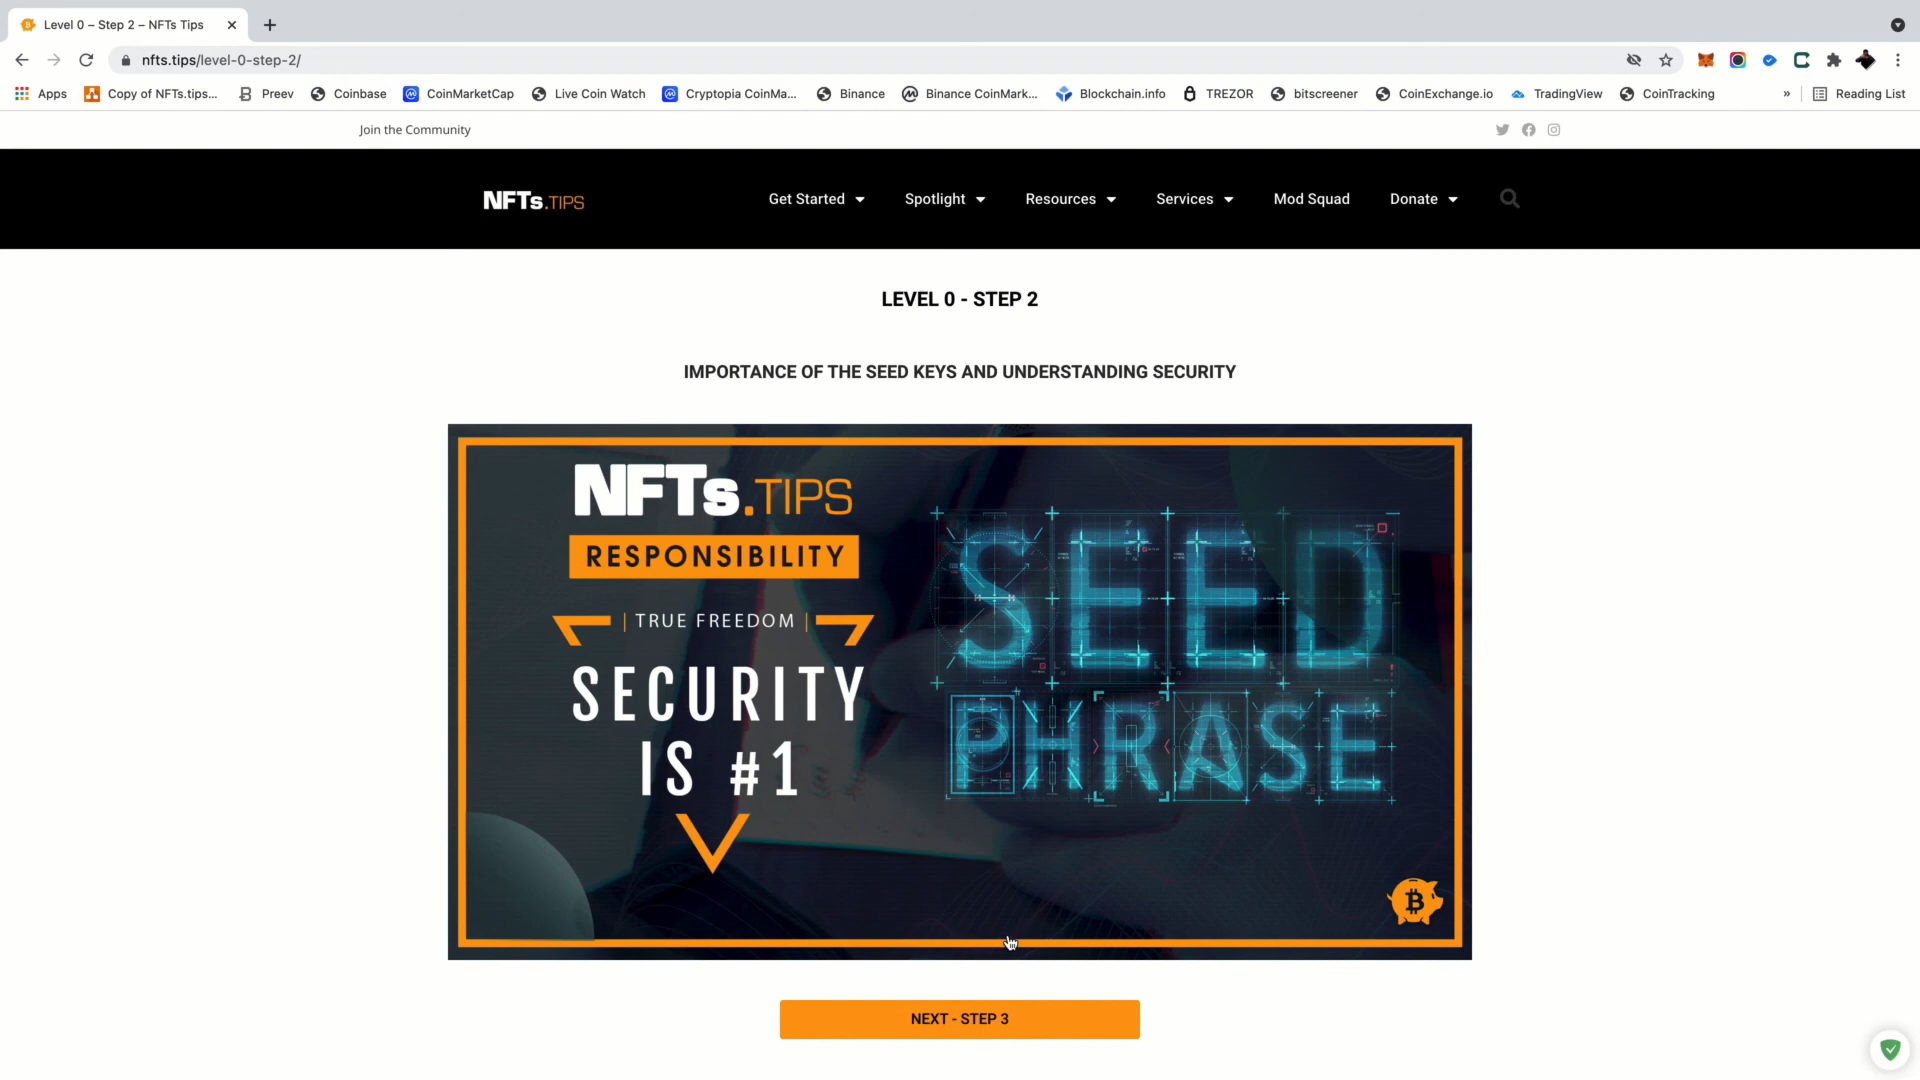 Level 0 – Step 2 – NFTs Tips
nfts.tips/level-0-step-2/
Apps Copy of NFTs.tips... Preev Coinbase CoinMarketCap Live Coin Watch Cryptopia CoinMa... Binance Binance CoinMark... Blockchain.info TREZOR bitscreener CoinExchange.io TradingView CoinTracking » Reading List
Join the Community
NFTs.TIPS Get Started Spotlight Resources Services Mod Squad Donate
LEVEL 0 - STEP 2
IMPORTANCE OF THE SEED KEYS AND UNDERSTANDING SECURITY
NFTs.TIPS
RESPONSIBILITY
| TRUE FREEDOM |
SECURITY
IS #1
SEED
PHRASE
NEXT - STEP 3